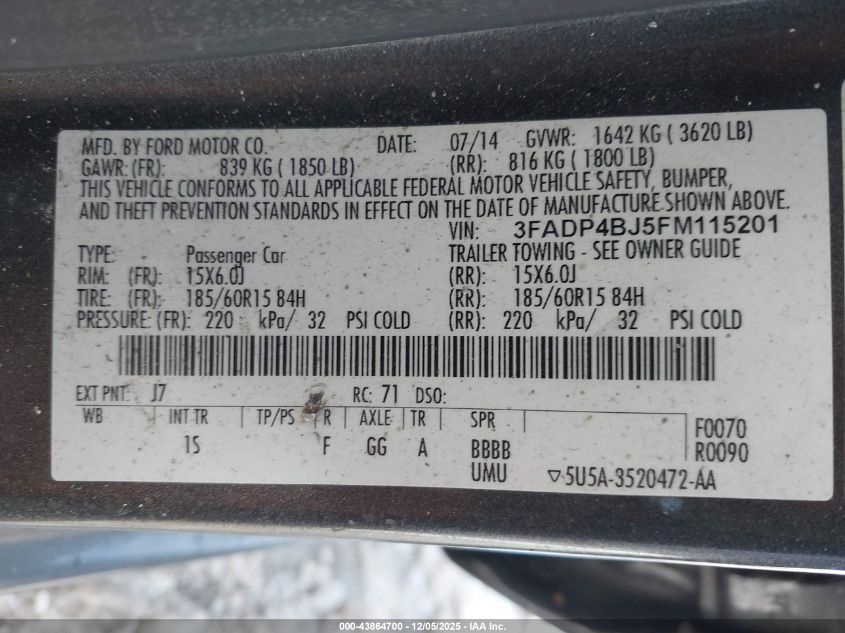 MFD. BY FORD MOTOR CO. DATE: 07/14 GVWR: 1642 KG ( 3620 LB)
GAWR: (FR): 839 KG ( 1850 LB) (RR): 816 KG ( 1800 LB)
THIS VEHICLE CONFORMS TO ALL APPLICABLE FEDERAL MOTOR VEHICLE SAFETY, BUMPER,
AND THEFT PREVENTION STANDARDS IN EFFECT ON THE DATE OF MANUFACTURE SHOWN ABOVE.
VIN: 3FADP4BJ5FM115201
TYPE: Passenger Car TRAILER TOWING - SEE OWNER GUIDE
RIM: (FR): 15X6.0J (RR): 15X6.0J
TIRE: (FR): 185/60R15 84H (RR): 185/60R15 84H
PRESSURE: (FR): 220 kPa/ 32 PSI COLD (RR): 220 kPa/ 32 PSI COLD
EXT PNT: J7 RC: 71 DSO:
WB INT TR TP/PS R AXLE TR SPR F0070
1S F GG A BBBB R0090
UMU ▽5U5A-3520472-AA
000-43864700 - 12/05/2025 - IAA Inc.